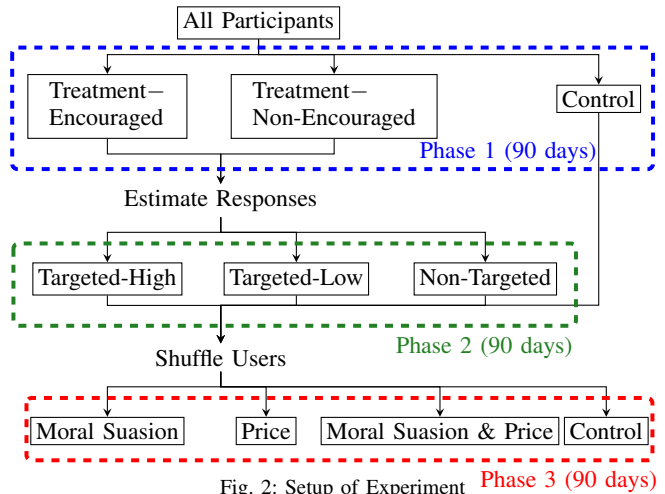 All Participants
Treatment−
Encouraged
Treatment−
Non-Encouraged
Control
Phase 1 (90 days)
Estimate Responses
Targeted-High
Targeted-Low
Non-Targeted
Phase 2 (90 days)
Shuffle Users
Moral Suasion
Price
Moral Suasion & Price
Control
Phase 3 (90 days)
Fig. 2: Setup of Experiment